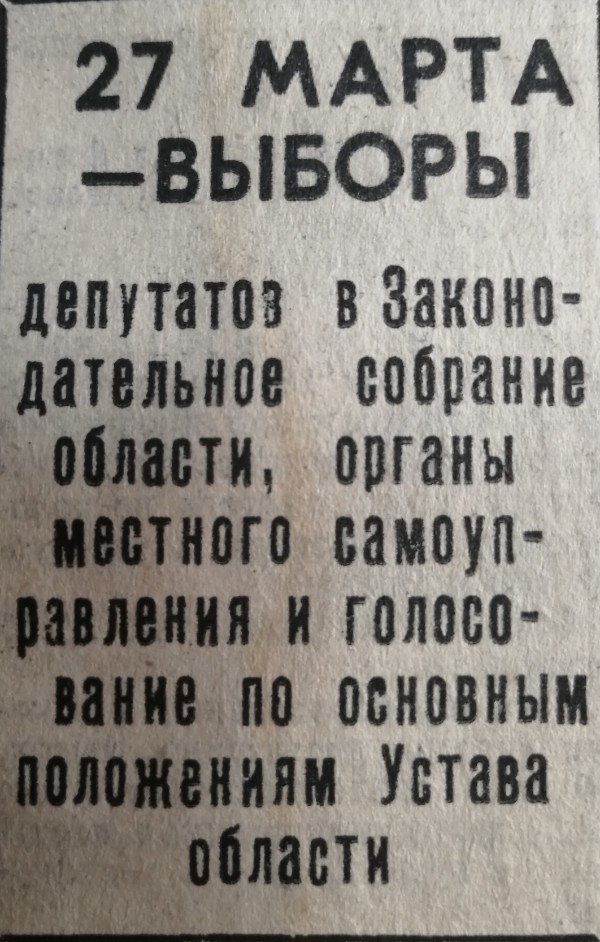 27 МАРТА
—ВЫБОРЫ
депутатов в Законо-
дательное собрание
области, органы
местного самоуп-
равления и голосо-
вание по основным
положениям Устава
области